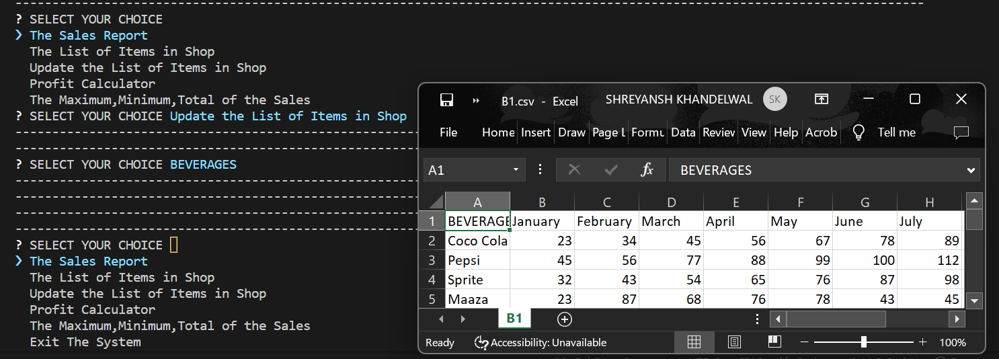 ? SELECT YOUR CHOICE
❯ The Sales Report
The List of Items in Shop
Update the List of Items in Shop
Profit Calculator
The Maximum,Minimum,Total of the Sales
? SELECT YOUR CHOICE Update the List of Items in Shop
? SELECT YOUR CHOICE BEVERAGES
? SELECT YOUR CHOICE
❯ The Sales Report
The List of Items in Shop
Update the List of Items in Shop
Profit Calculator
The Maximum,Minimum,Total of the Sales
Exit The System
B1.csv - Excel SHREYANSH KHANDELWAL SK
File Home Insert Draw Page L Formu Data Review View Help Acrob Tell me
A1 fx BEVERAGES
A B C D E F G H
1 BEVERAGE January February March April May June July
2 Coco Cola 23 34 45 56 67 78 89
3 Pepsi 45 56 77 88 99 100 112
4 Sprite 32 43 54 65 76 87 98
5 Maaza 23 87 68 76 78 43 45
B1
Ready Accessibility: Unavailable 100%